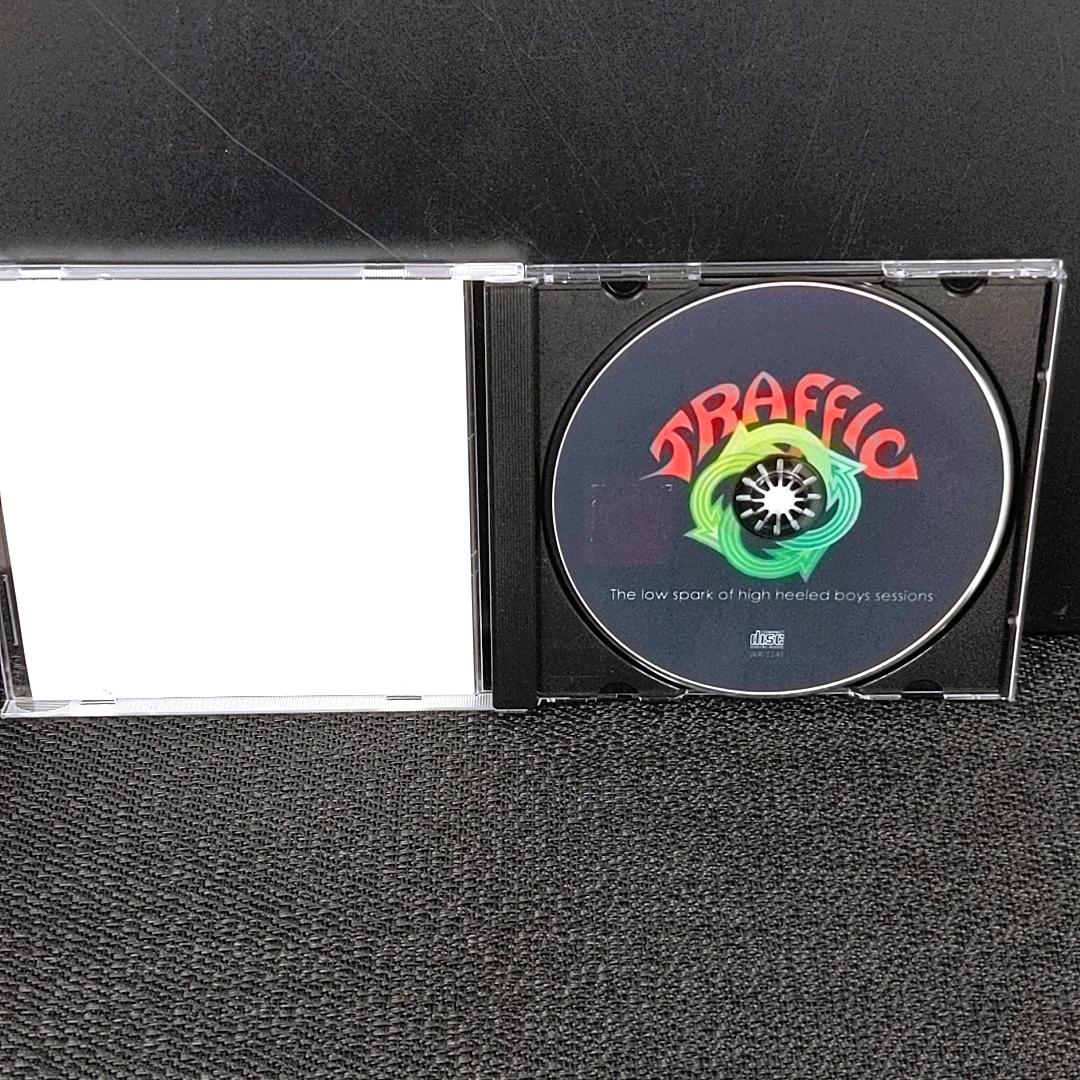 TRAFFIC
The low spark of high heeled boys sessions
disc